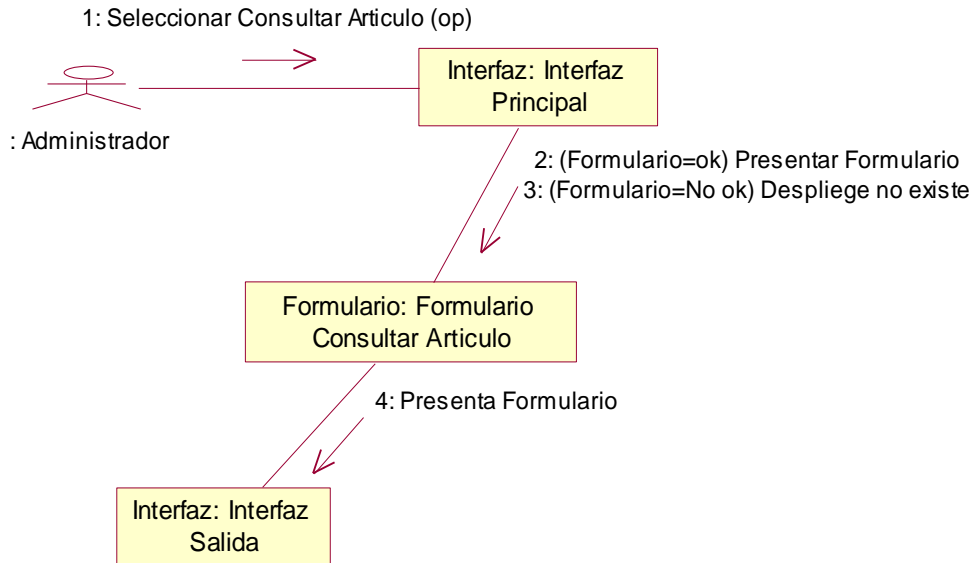 1: Seleccionar Consultar Articulo (op)
Interfaz: Interfaz
Principal
: Administrador
2: (Formulario=ok) Presentar Formulario
3: (Formulario=No ok) Despliege no existe
Formulario: Formulario
Consultar Articulo
4: Presenta Formulario
Interfaz: Interfaz
Salida